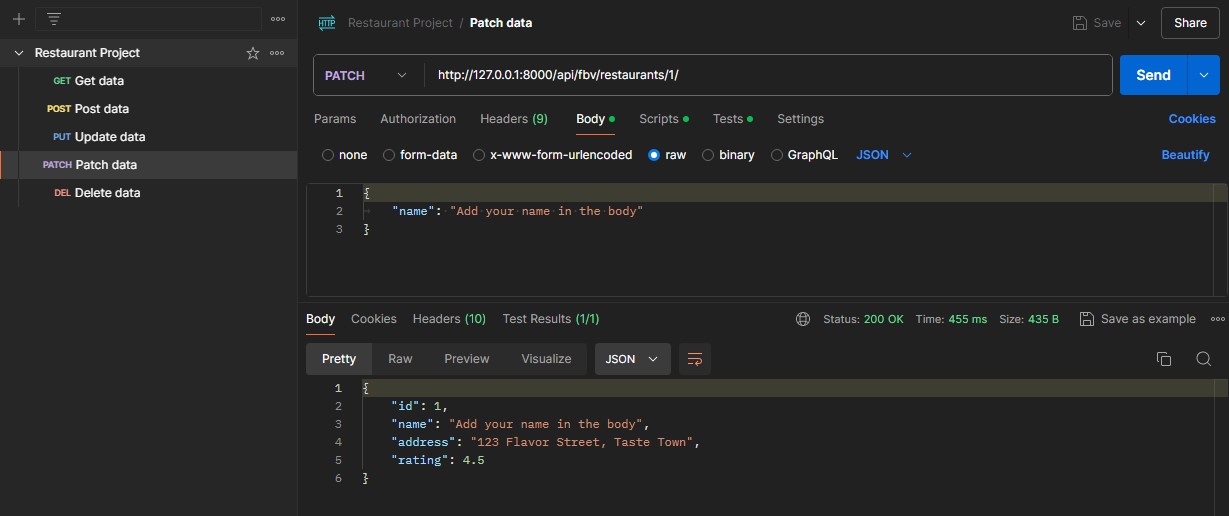 Restaurant Project
GET Get data
POST Post data
PUT Update data
PATCH Patch data
DEL Delete data
HTTP Restaurant Project / Patch data
Save
Share
PATCH http://127.0.0.1:8000/api/fbv/restaurants/1/
Send
Params Authorization Headers (9) Body Scripts Tests Settings Cookies
none form-data x-www-form-urlencoded raw binary GraphQL JSON Beautify
1 {
2 "name": "Add your name in the body"
3 }
Body Cookies Headers (10) Test Results (1/1) Status: 200 OK Time: 455 ms Size: 435 B Save as example
Pretty Raw Preview Visualize JSON
1 {
2 "id": 1,
3 "name": "Add your name in the body",
4 "address": "123 Flavor Street, Taste Town",
5 "rating": 4.5
6 }